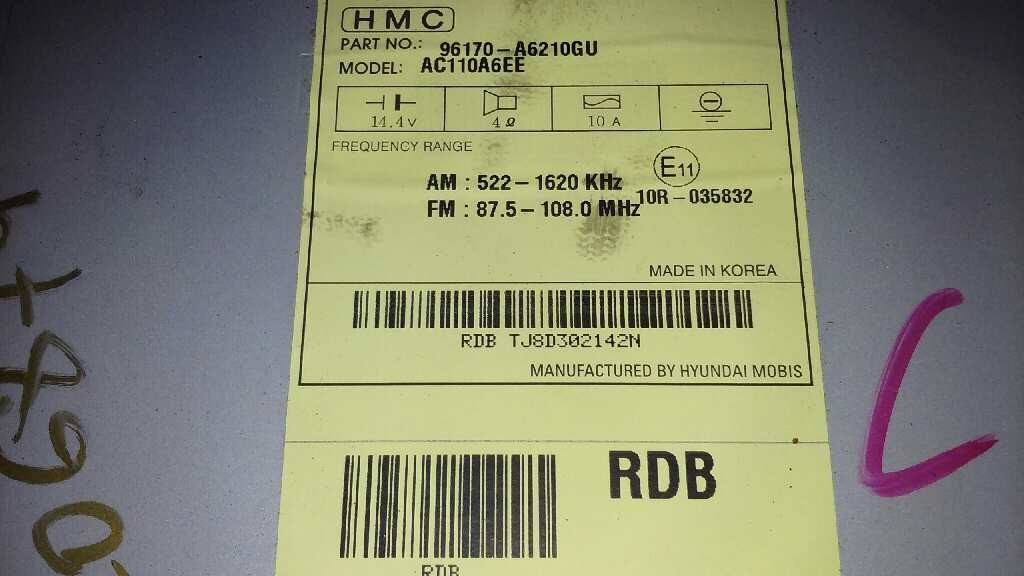 HMC
PART NO.: 96170-A6210GU
MODEL: AC110A6EE
14.4V 4Ω 10 A
FREQUENCY RANGE
AM : 522-1620 KHz
FM : 87.5-108.0 MHz
E11
10R-035832
MADE IN KOREA
RDB TJ8D302142N
MANUFACTURED BY HYUNDAI MOBIS
RDB
RDB